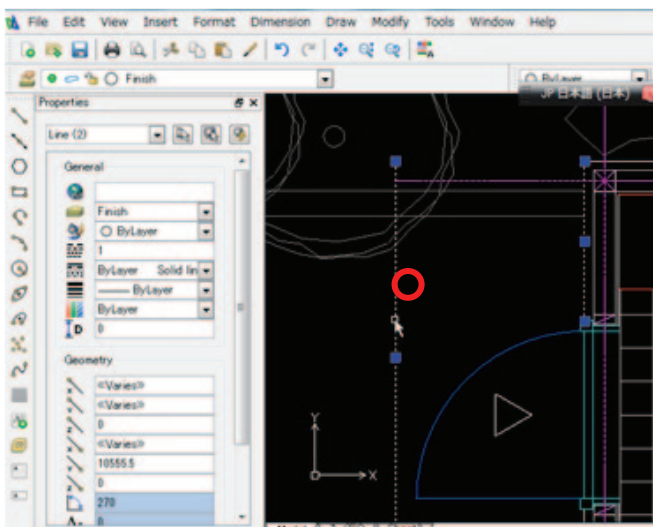 File Edit View Insert Format Dimension Draw Modify Tools Window Help
Finish
ByLayer
JP 日本語 (日本)
Properties
Line (2)
General
Finish
ByLayer
1
ByLayer Solid lin
ByLayer
ByLayer
0
Geometry
«Varies»
«Varies»
0
«Varies»
10555.5
0
270
0
Y
X